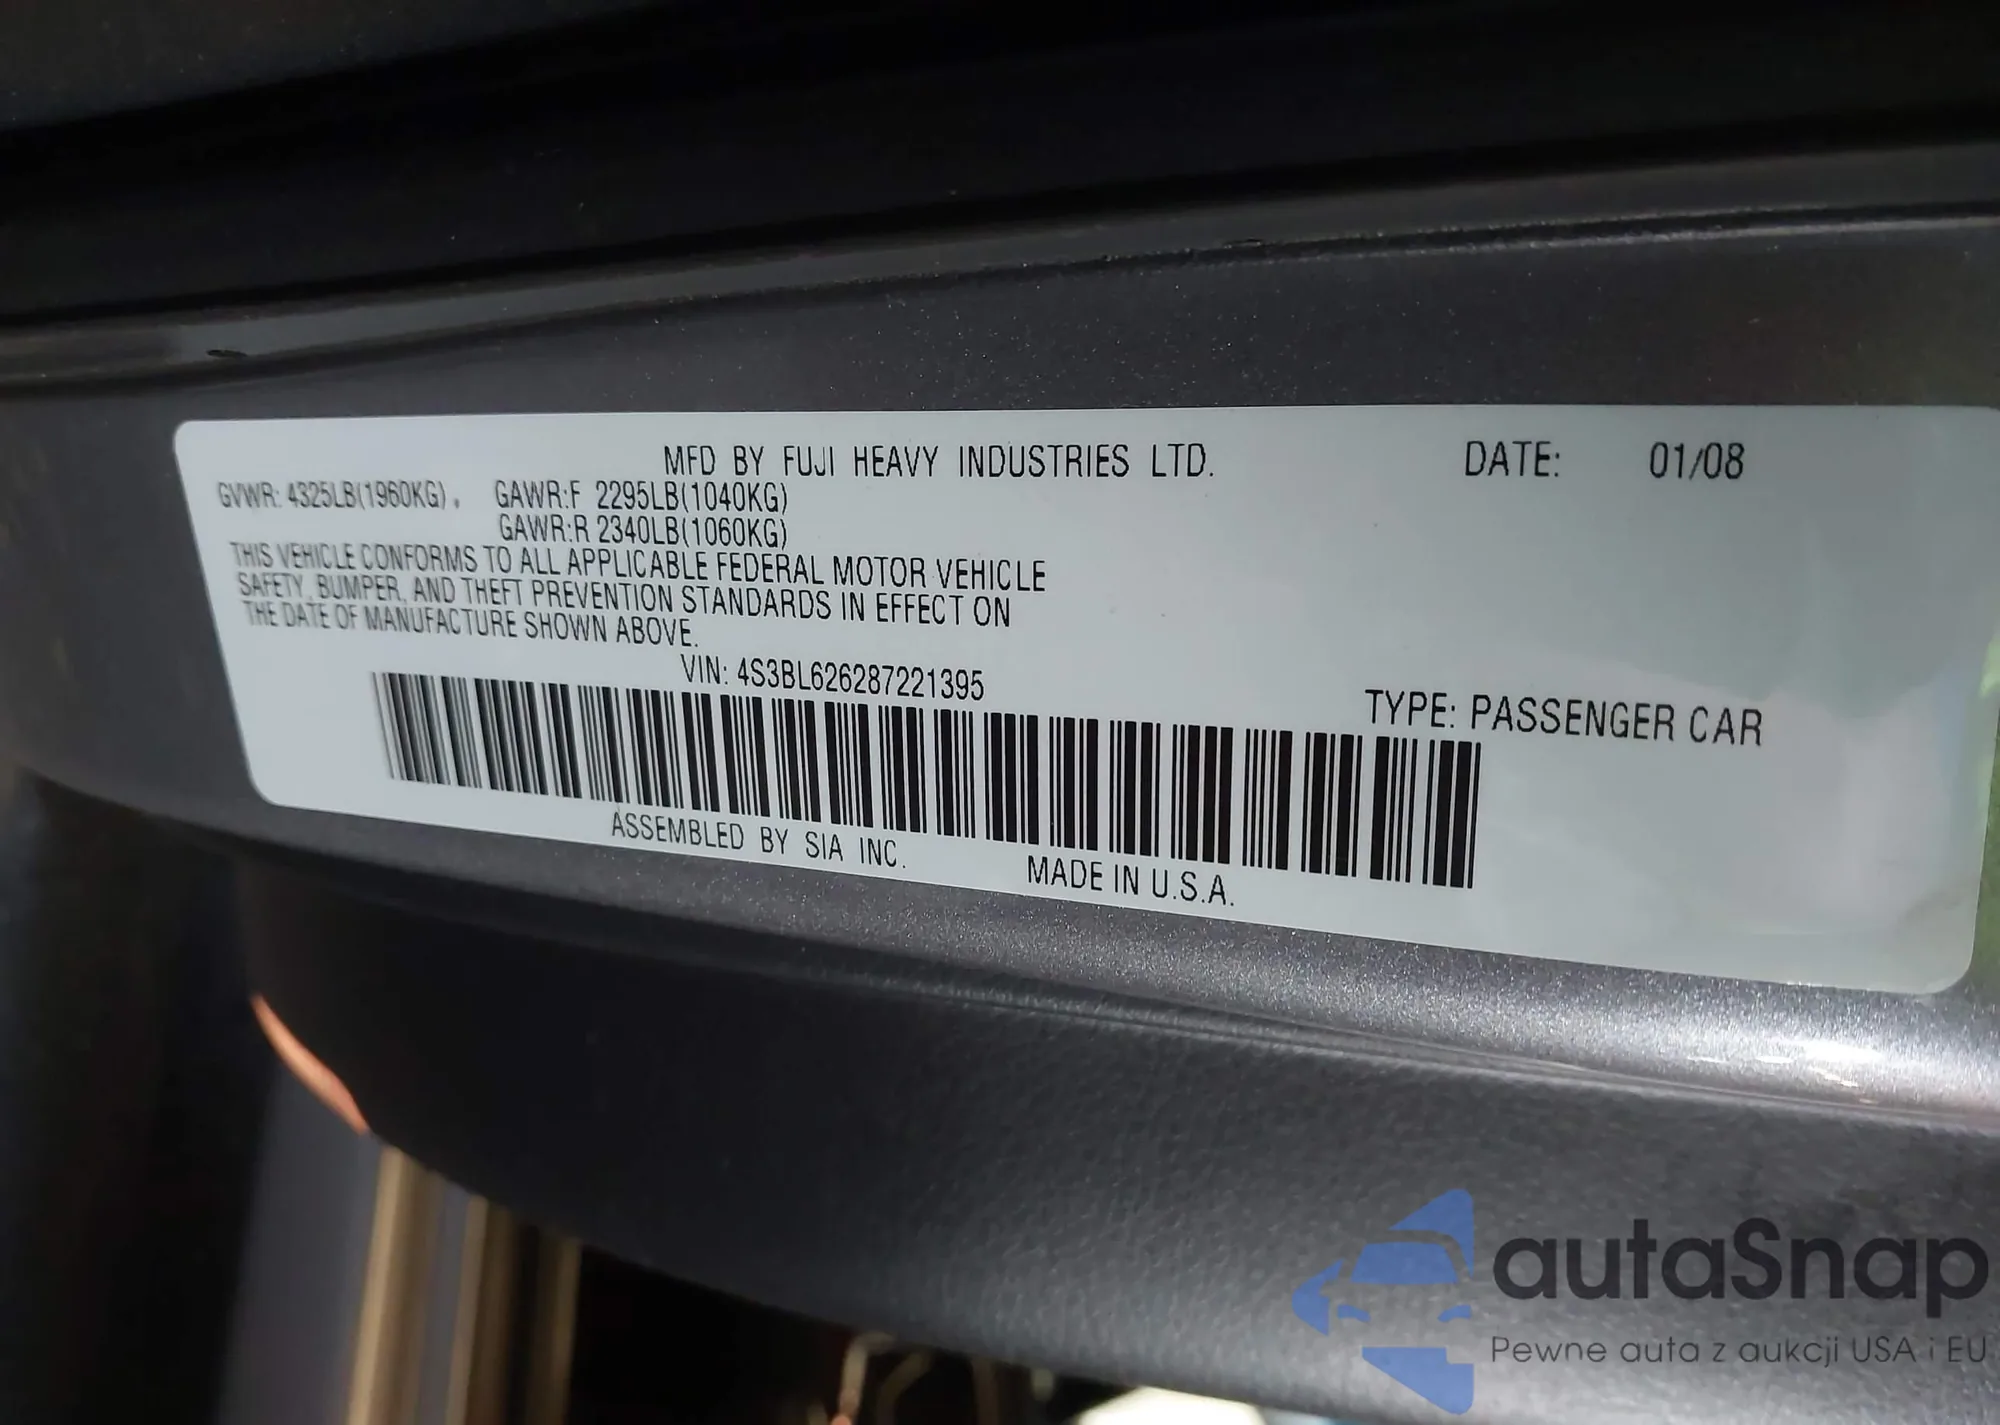 MFD BY FUJI HEAVY INDUSTRIES LTD. DATE: 01/08
GVWR: 4325LB(1960KG), GAWR:F 2295LB(1040KG)
GAWR:R 2340LB(1060KG)
THIS VEHICLE CONFORMS TO ALL APPLICABLE FEDERAL MOTOR VEHICLE
SAFETY, BUMPER, AND THEFT PREVENTION STANDARDS IN EFFECT ON
THE DATE OF MANUFACTURE SHOWN ABOVE.
VIN: 4S3BL626287221395
TYPE: PASSENGER CAR
ASSEMBLED BY SIA INC.
MADE IN U.S.A.
autaSnap
Pewne auta z aukcji USA i EU